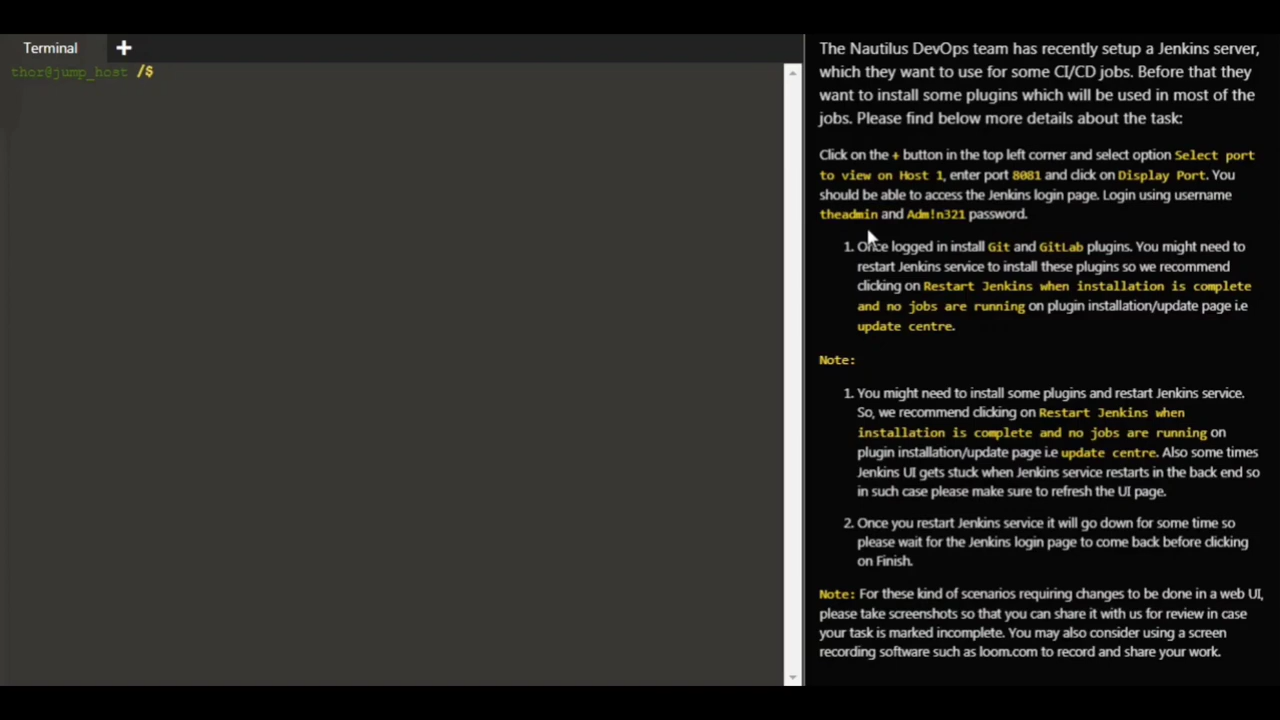 Terminal
+
thor@jump_host /$
The Nautilus DevOps team has recently setup a Jenkins server,
which they want to use for some CI/CD jobs. Before that they
want to install some plugins which will be used in most of the
jobs. Please find below more details about the task:
Click on the + button in the top left corner and select option Select port
to view on Host 1, enter port 8081 and click on Display Port. You
should be able to access the Jenkins login page. Login using username
theadmin and Adm!n321 password.
1. Once logged in install Git and GitLab plugins. You might need to
restart Jenkins service to install these plugins so we recommend
clicking on Restart Jenkins when installation is complete
and no jobs are running on plugin installation/update page i.e
update centre.
Note:
1. You might need to install some plugins and restart Jenkins service.
So, we recommend clicking on Restart Jenkins when
installation is complete and no jobs are running on
plugin installation/update page i.e update centre. Also some times
Jenkins UI gets stuck when Jenkins service restarts in the back end so
in such case please make sure to refresh the UI page.
2. Once you restart Jenkins service it will go down for some time so
please wait for the Jenkins login page to come back before clicking
on Finish.
Note: For these kind of scenarios requiring changes to be done in a web UI,
please take screenshots so that you can share it with us for review in case
your task is marked incomplete. You may also consider using a screen
recording software such as loom.com to record and share your work.